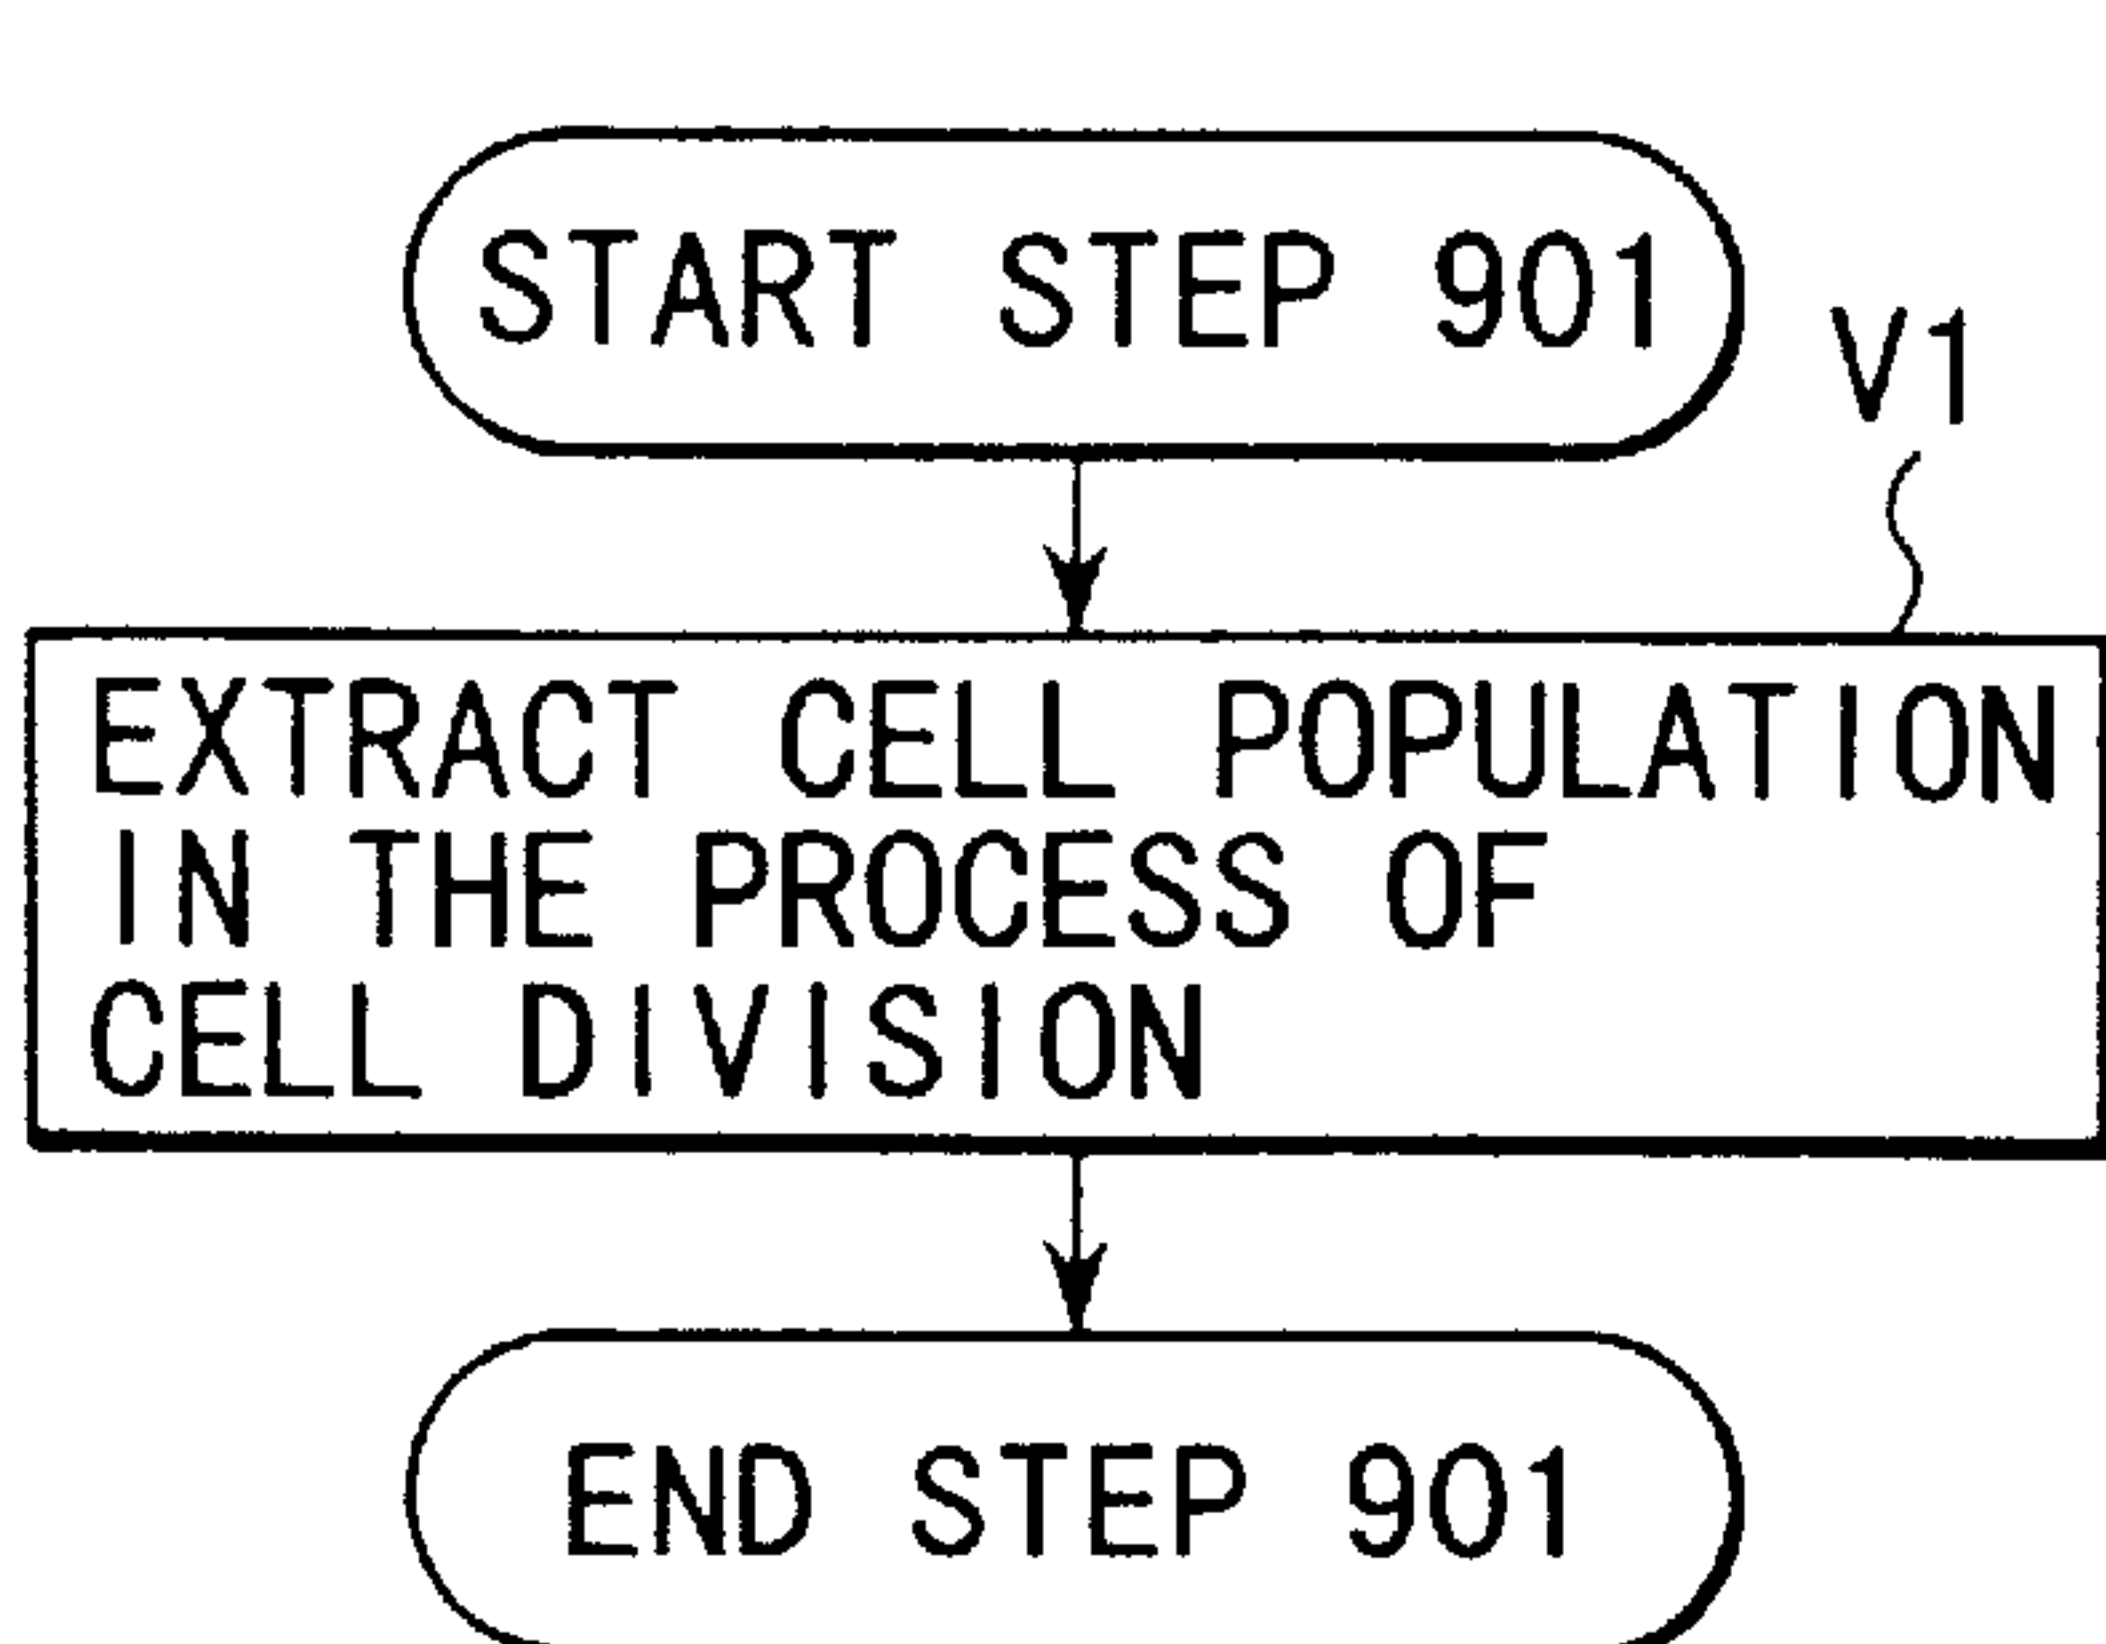 START STEP 901
V1
EXTRACT CELL POPULATION
IN THE PROCESS OF
CELL DIVISION
END STEP 901